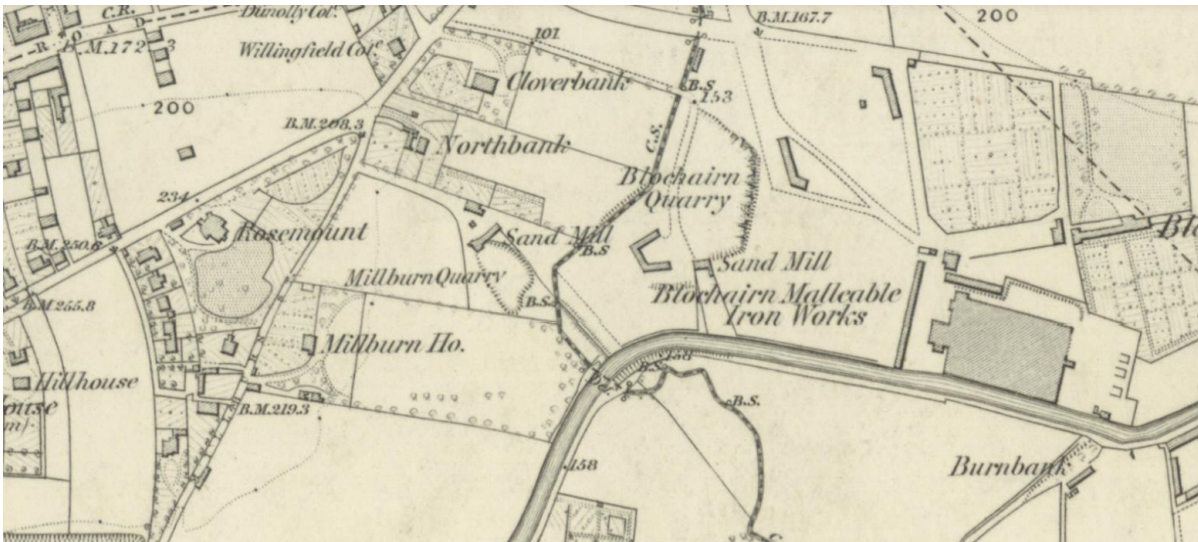 C.R.
Dunolly Cot.
B.M.167.7
200
ROAD
Willingfield Cot.
101
Cloverbank
B.S
153
200
B.M.208.3
Northbank
C.S.
Blochairn
Quarry
234
Rosemount
Sand Mill
B.S
B.M.250.6
Millburn Quarry
Sand Mill
B.S.
Blochairn Malleable
Iron Works
B.M.255.8
Millburn Ho.
B.S.
158
Hillhouse
B.M.219.3
B.S.
158
Burnbank